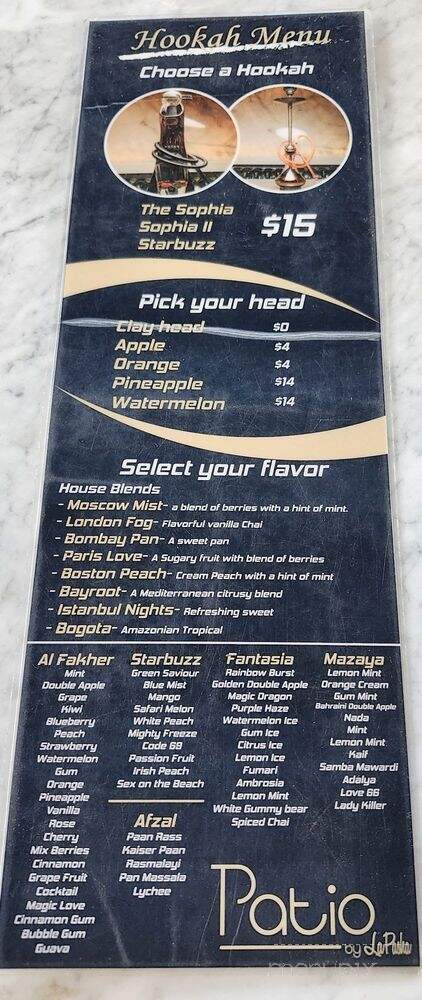 Hookah Menu
Choose a Hookah
The Sophia
Sophia II
Starbuzz
$15
Pick your head
Clay head $0
Apple $4
Orange $4
Pineapple $14
Watermelon $14
Select your flavor
House Blends
- Moscow Mist- a blend of berries with a hint of mint.
- London Fog- Flavorful vanilla Chai
- Bombay Pan- A sweet pan
- Paris Love- A Sugary fruit with blend of berries
- Boston Peach- Cream Peach with a hint of mint
- Bayroot- A Mediterranean citrusy blend
- Istanbul Nights- Refreshing sweet
- Bogota- Amazonian Tropical
Al Fakher
Mint
Double Apple
Grape
Kiwi
Blueberry
Peach
Strawberry
Watermelon
Gum
Orange
Pineapple
Vanilla
Rose
Cherry
Mix Berries
Cinnamon
Grape Fruit
Cocktail
Magic Love
Cinnamon Gum
Bubble Gum
Guava
Starbuzz
Green Saviour
Blue Mist
Mango
Safari Melon
White Peach
Mighty Freeze
Code 69
Passion Fruit
Irish Peach
Sex on the Beach
Afzal
Paan Rass
Kaiser Paan
Rasmalayi
Pan Massala
Lychee
Fantasia
Rainbow Burst
Golden Double Apple
Magic Dragon
Purple Haze
Watermelon Ice
Gum Ice
Citrus Ice
Lemon Ice
Fumari
Ambrosia
Lemon Mint
White Gummy bear
Spiced Chai
Mazaya
Lemon Mint
Orange Cream
Gum Mint
Bahraini Double Apple
Nada
Mint
Lemon Mint
Kaif
Samba Mawardi
Adalya
Love 66
Lady Killer
Patio
by LaPasha
menupix